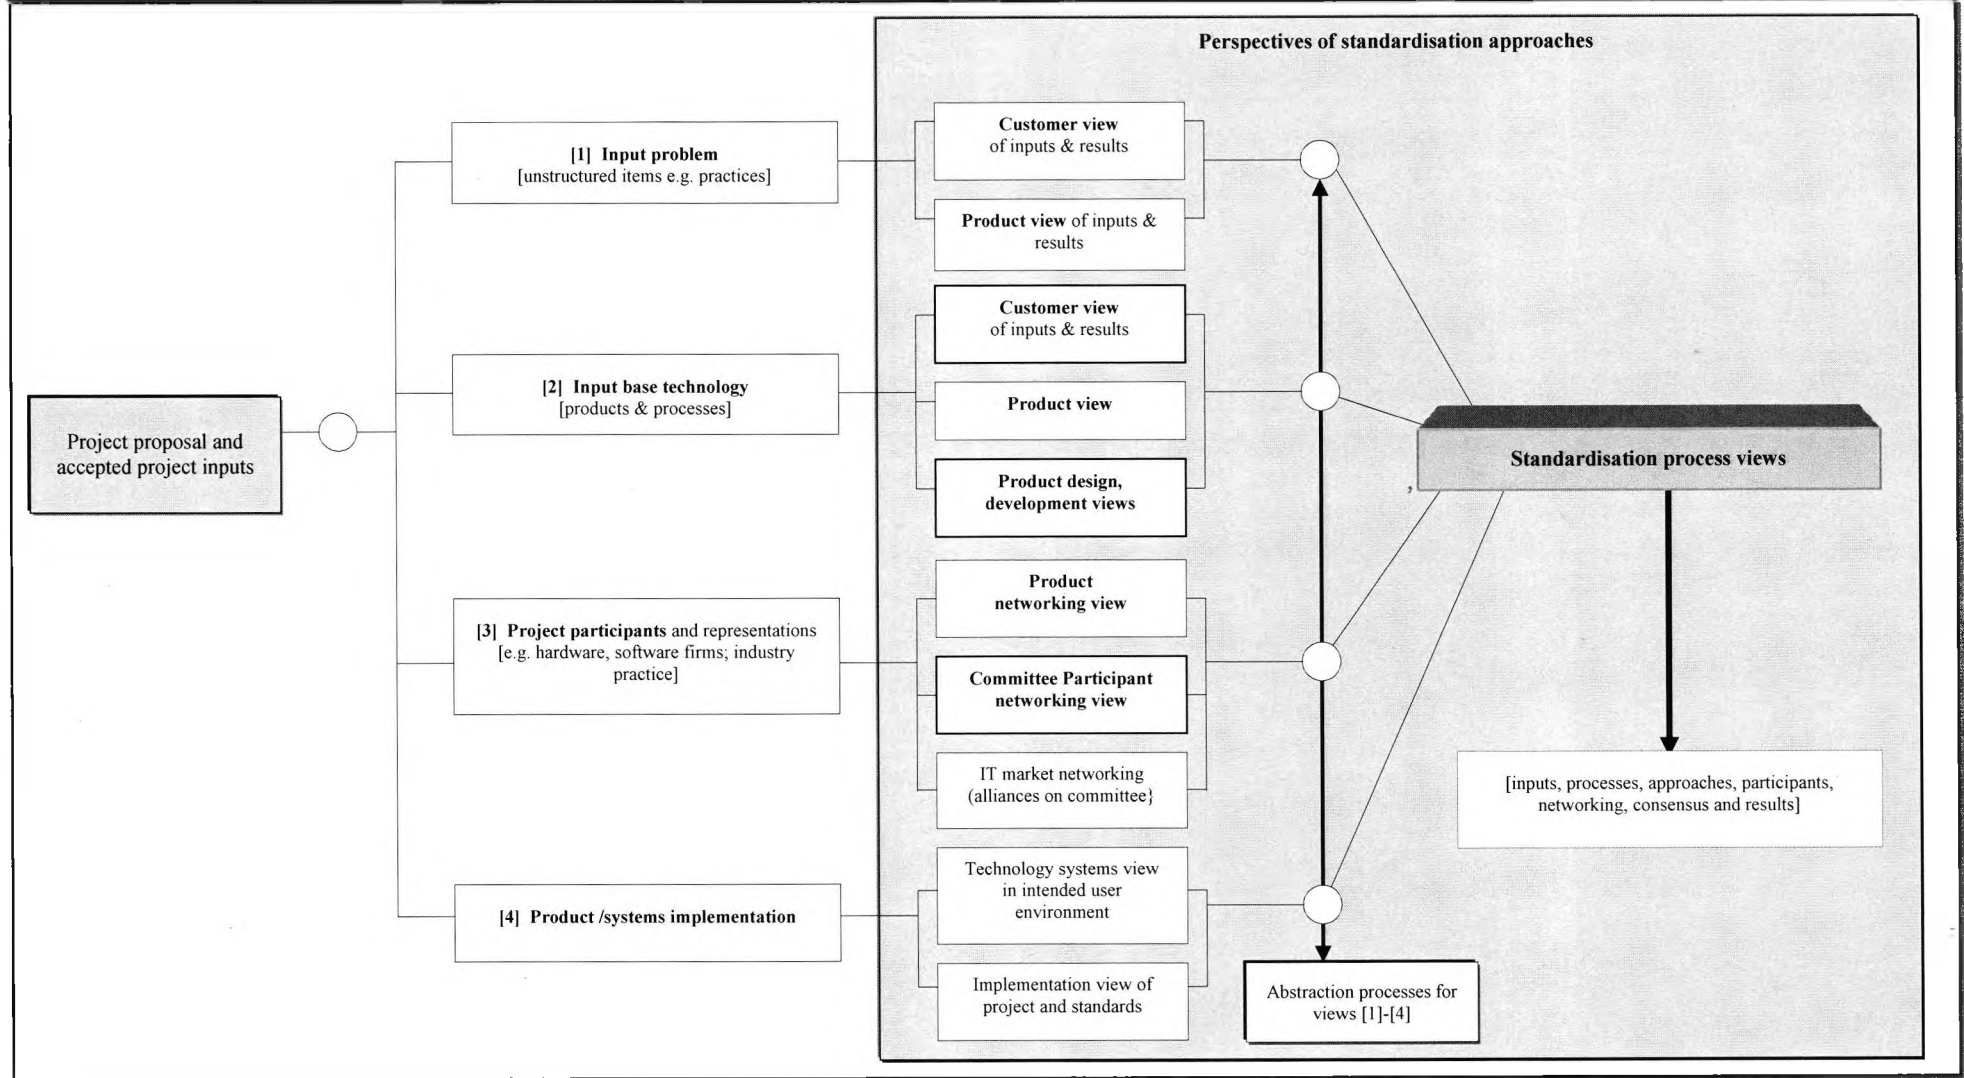 Perspectives of standardisation approaches
Project proposal and
accepted project inputs
[1] Input problem
[unstructured items e.g. practices]
[2] Input base technology
[products & processes]
[3] Project participants and representations
[e.g. hardware, software firms; industry
practice]
[4] Product /systems implementation
Customer view
of inputs & results
Product view of inputs &
results
Customer view
of inputs & results
Product view
Product design,
development views
Product
networking view
Committee Participant
networking view
IT market networking
(alliances on committee}
Technology systems view
in intended user
environment
Implementation view of
project and standards
Abstraction processes for
views [1]-[4]
Standardisation process views
[inputs, processes, approaches, participants,
networking, consensus and results]